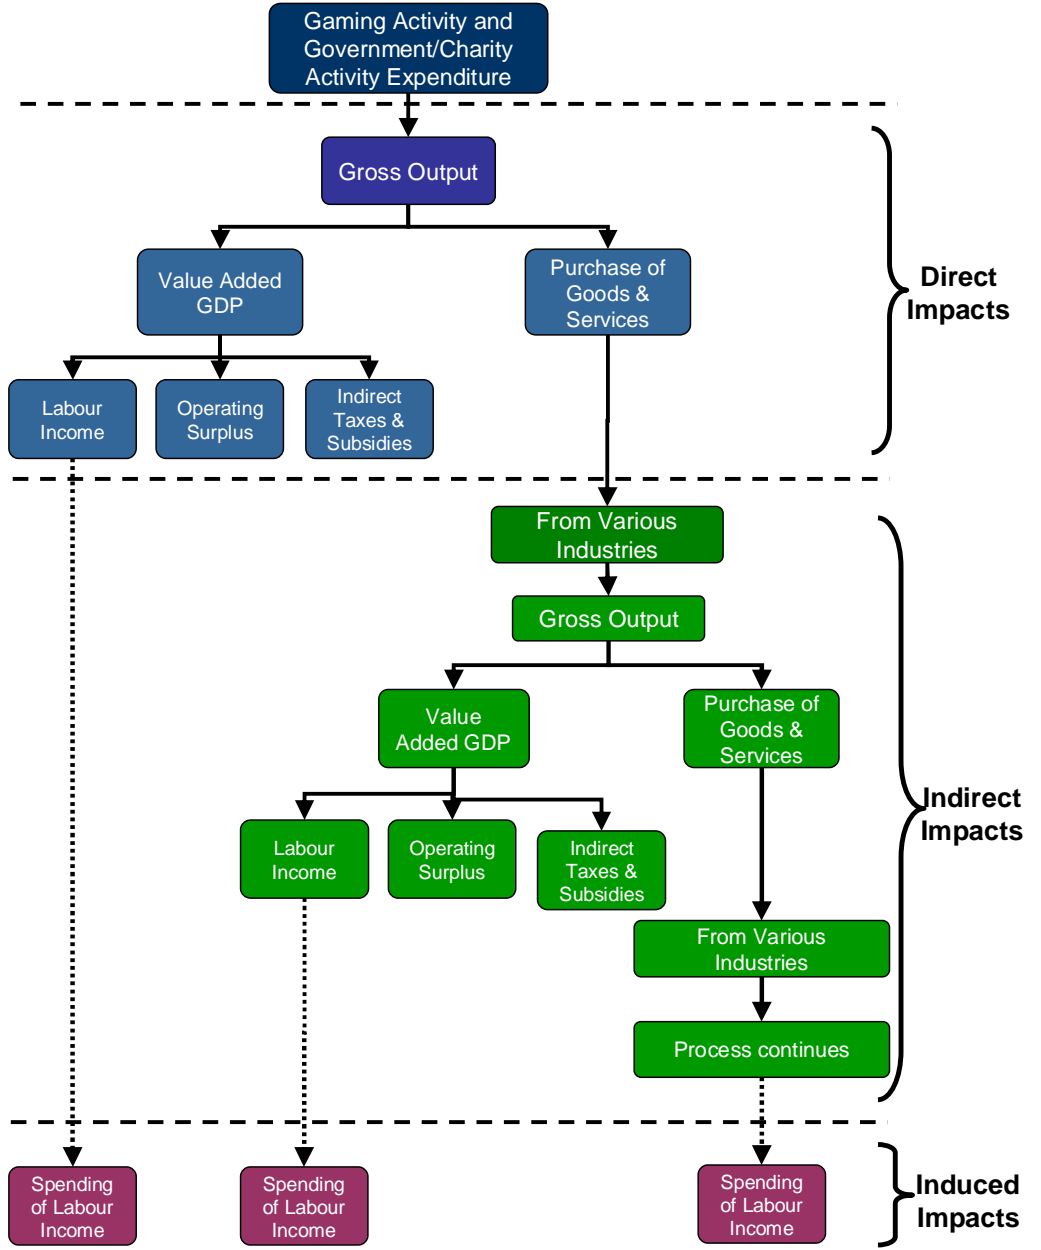 Gaming Activity and
Government/Charity
Activity Expenditure
Gross Output
Value Added
GDP
Purchase of
Goods &
Services
Direct
Impacts
Labour
Income
Operating
Surplus
Indirect
Taxes &
Subsidies
From Various
Industries
Gross Output
Value
Added GDP
Purchase of
Goods &
Services
Indirect
Impacts
Labour
Income
Operating
Surplus
Indirect
Taxes &
Subsidies
From Various
Industries
Process continues
Spending
of Labour
Income
Spending
of Labour
Income
Spending
of Labour
Income
Induced
Impacts